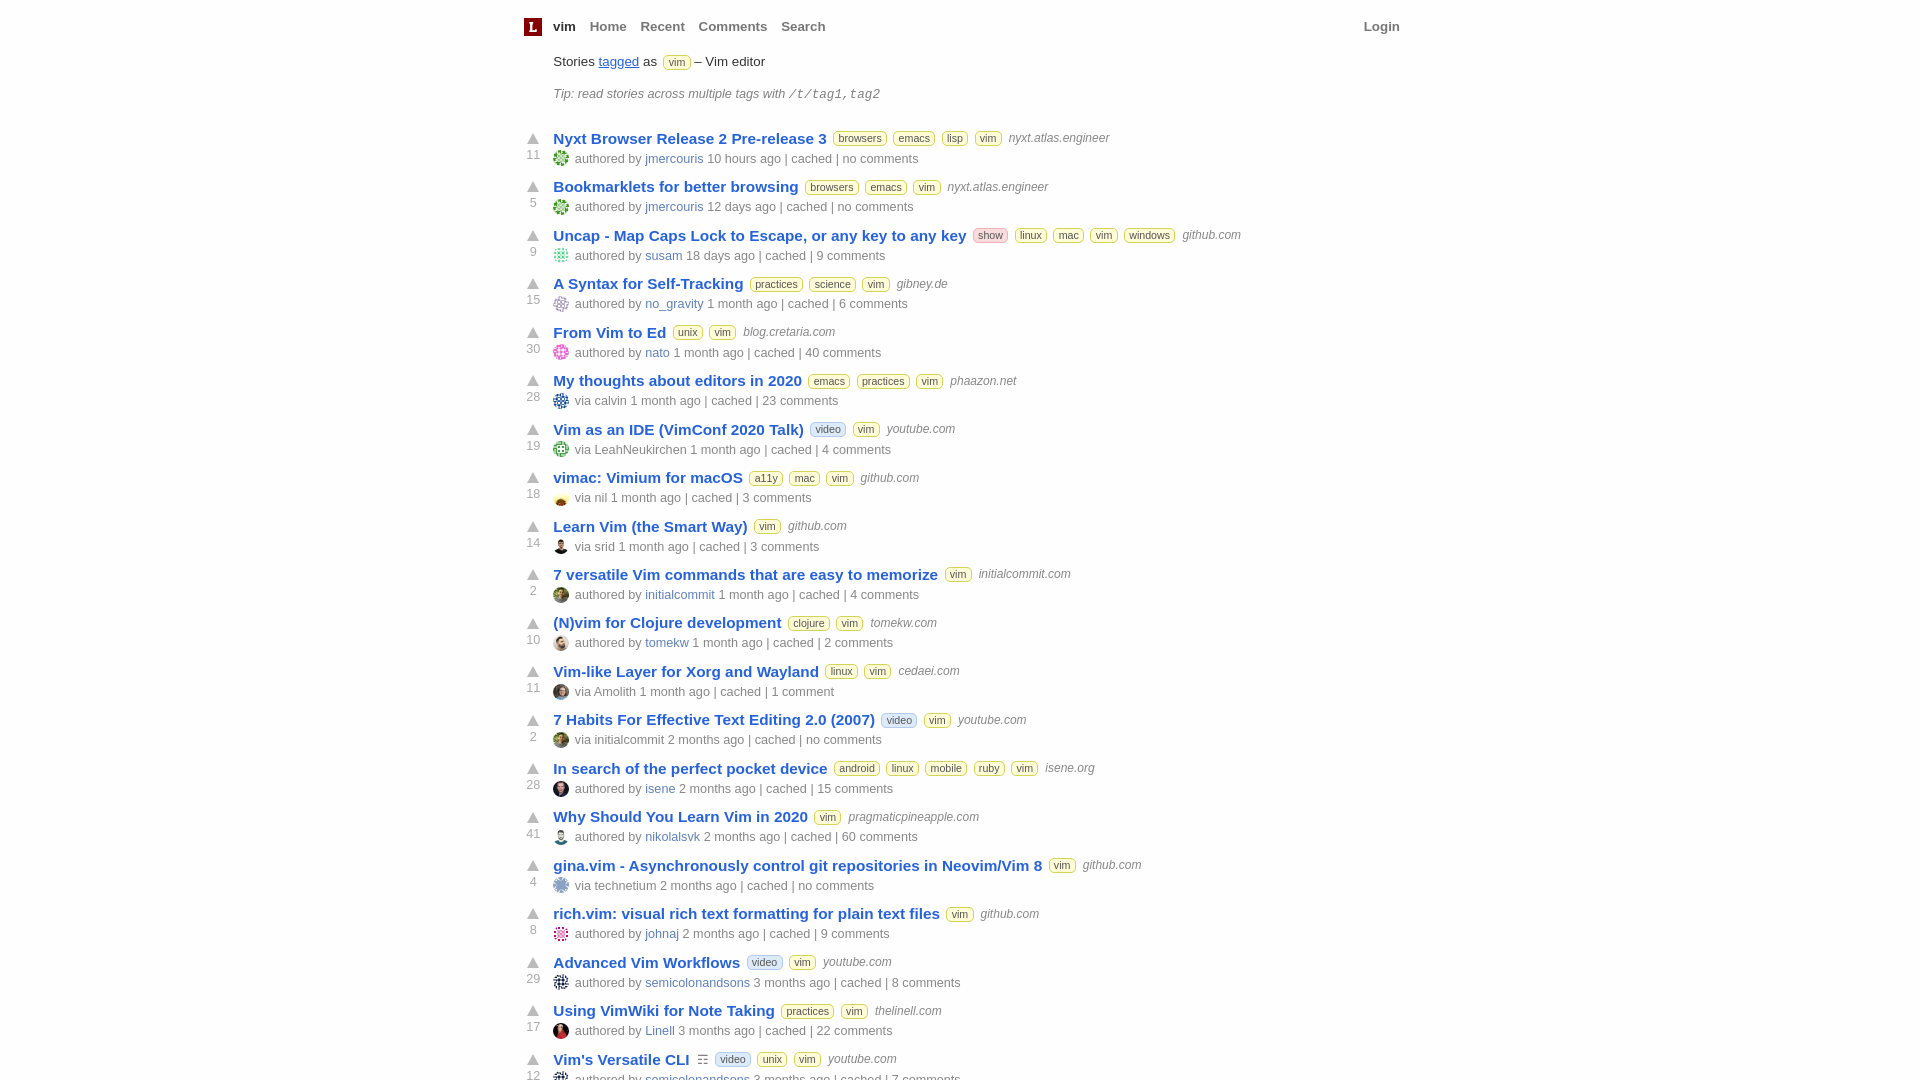 L vim Home Recent Comments Search Login
Stories tagged as vim – Vim editor
Tip: read stories across multiple tags with /t/tag1,tag2
Nyxt Browser Release 2 Pre-release 3 browsers emacs lisp vim nyxt.atlas.engineer
11 authored by jmercouris 10 hours ago | cached | no comments
Bookmarklets for better browsing browsers emacs vim nyxt.atlas.engineer
5 authored by jmercouris 12 days ago | cached | no comments
Uncap - Map Caps Lock to Escape, or any key to any key show linux mac vim windows github.com
9 authored by susam 18 days ago | cached | 9 comments
A Syntax for Self-Tracking practices science vim gibney.de
15 authored by no_gravity 1 month ago | cached | 6 comments
From Vim to Ed unix vim blog.cretaria.com
30 authored by nato 1 month ago | cached | 40 comments
My thoughts about editors in 2020 emacs practices vim phaazon.net
28 via calvin 1 month ago | cached | 23 comments
Vim as an IDE (VimConf 2020 Talk) video vim youtube.com
19 via LeahNeukirchen 1 month ago | cached | 4 comments
vimac: Vimium for macOS a11y mac vim github.com
18 via nil 1 month ago | cached | 3 comments
Learn Vim (the Smart Way) vim github.com
14 via srid 1 month ago | cached | 3 comments
7 versatile Vim commands that are easy to memorize vim initialcommit.com
2 authored by initialcommit 1 month ago | cached | 4 comments
(N)vim for Clojure development clojure vim tomekw.com
10 authored by tomekw 1 month ago | cached | 2 comments
Vim-like Layer for Xorg and Wayland linux vim cedaei.com
11 via Amolith 1 month ago | cached | 1 comment
7 Habits For Effective Text Editing 2.0 (2007) video vim youtube.com
2 via initialcommit 2 months ago | cached | no comments
In search of the perfect pocket device android linux mobile ruby vim isene.org
28 authored by isene 2 months ago | cached | 15 comments
Why Should You Learn Vim in 2020 vim pragmaticpineapple.com
41 authored by nikolalsvk 2 months ago | cached | 60 comments
gina.vim - Asynchronously control git repositories in Neovim/Vim 8 vim github.com
4 via technetium 2 months ago | cached | no comments
rich.vim: visual rich text formatting for plain text files vim github.com
8 authored by johnaj 2 months ago | cached | 9 comments
Advanced Vim Workflows video vim youtube.com
29 authored by semicolonandsons 3 months ago | cached | 8 comments
Using VimWiki for Note Taking practices vim thelinell.com
17 authored by Linell 3 months ago | cached | 22 comments
Vim's Versatile CLI ☶ video unix vim youtube.com
12 authored by semicolonandsons 3 months ago | cached | 7 comments